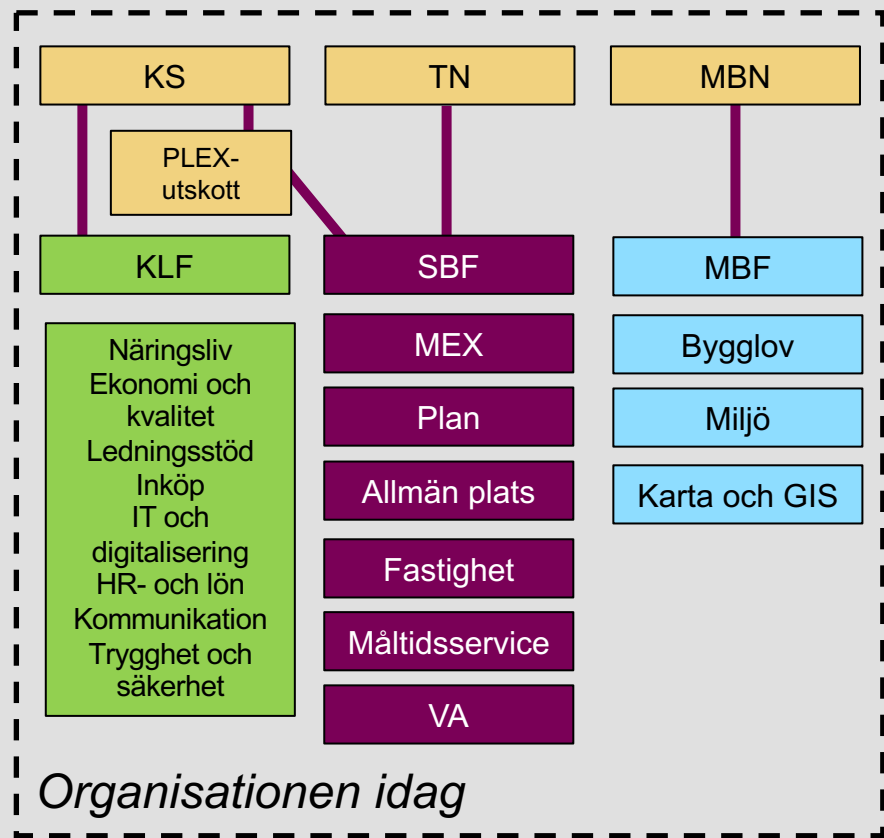 KS
TN
MBN
PLEX-
utskott
KLF
SBF
MBF
Näringsliv
Ekonomi och
kvalitet
Ledningsstöd
Inköp
IT och
digitalisering
HR- och lön
Kommunikation
Trygghet och
säkerhet
MEX
Plan
Allmän plats
Fastighet
Måltidsservice
VA
Bygglov
Miljö
Karta och GIS
Organisationen idag